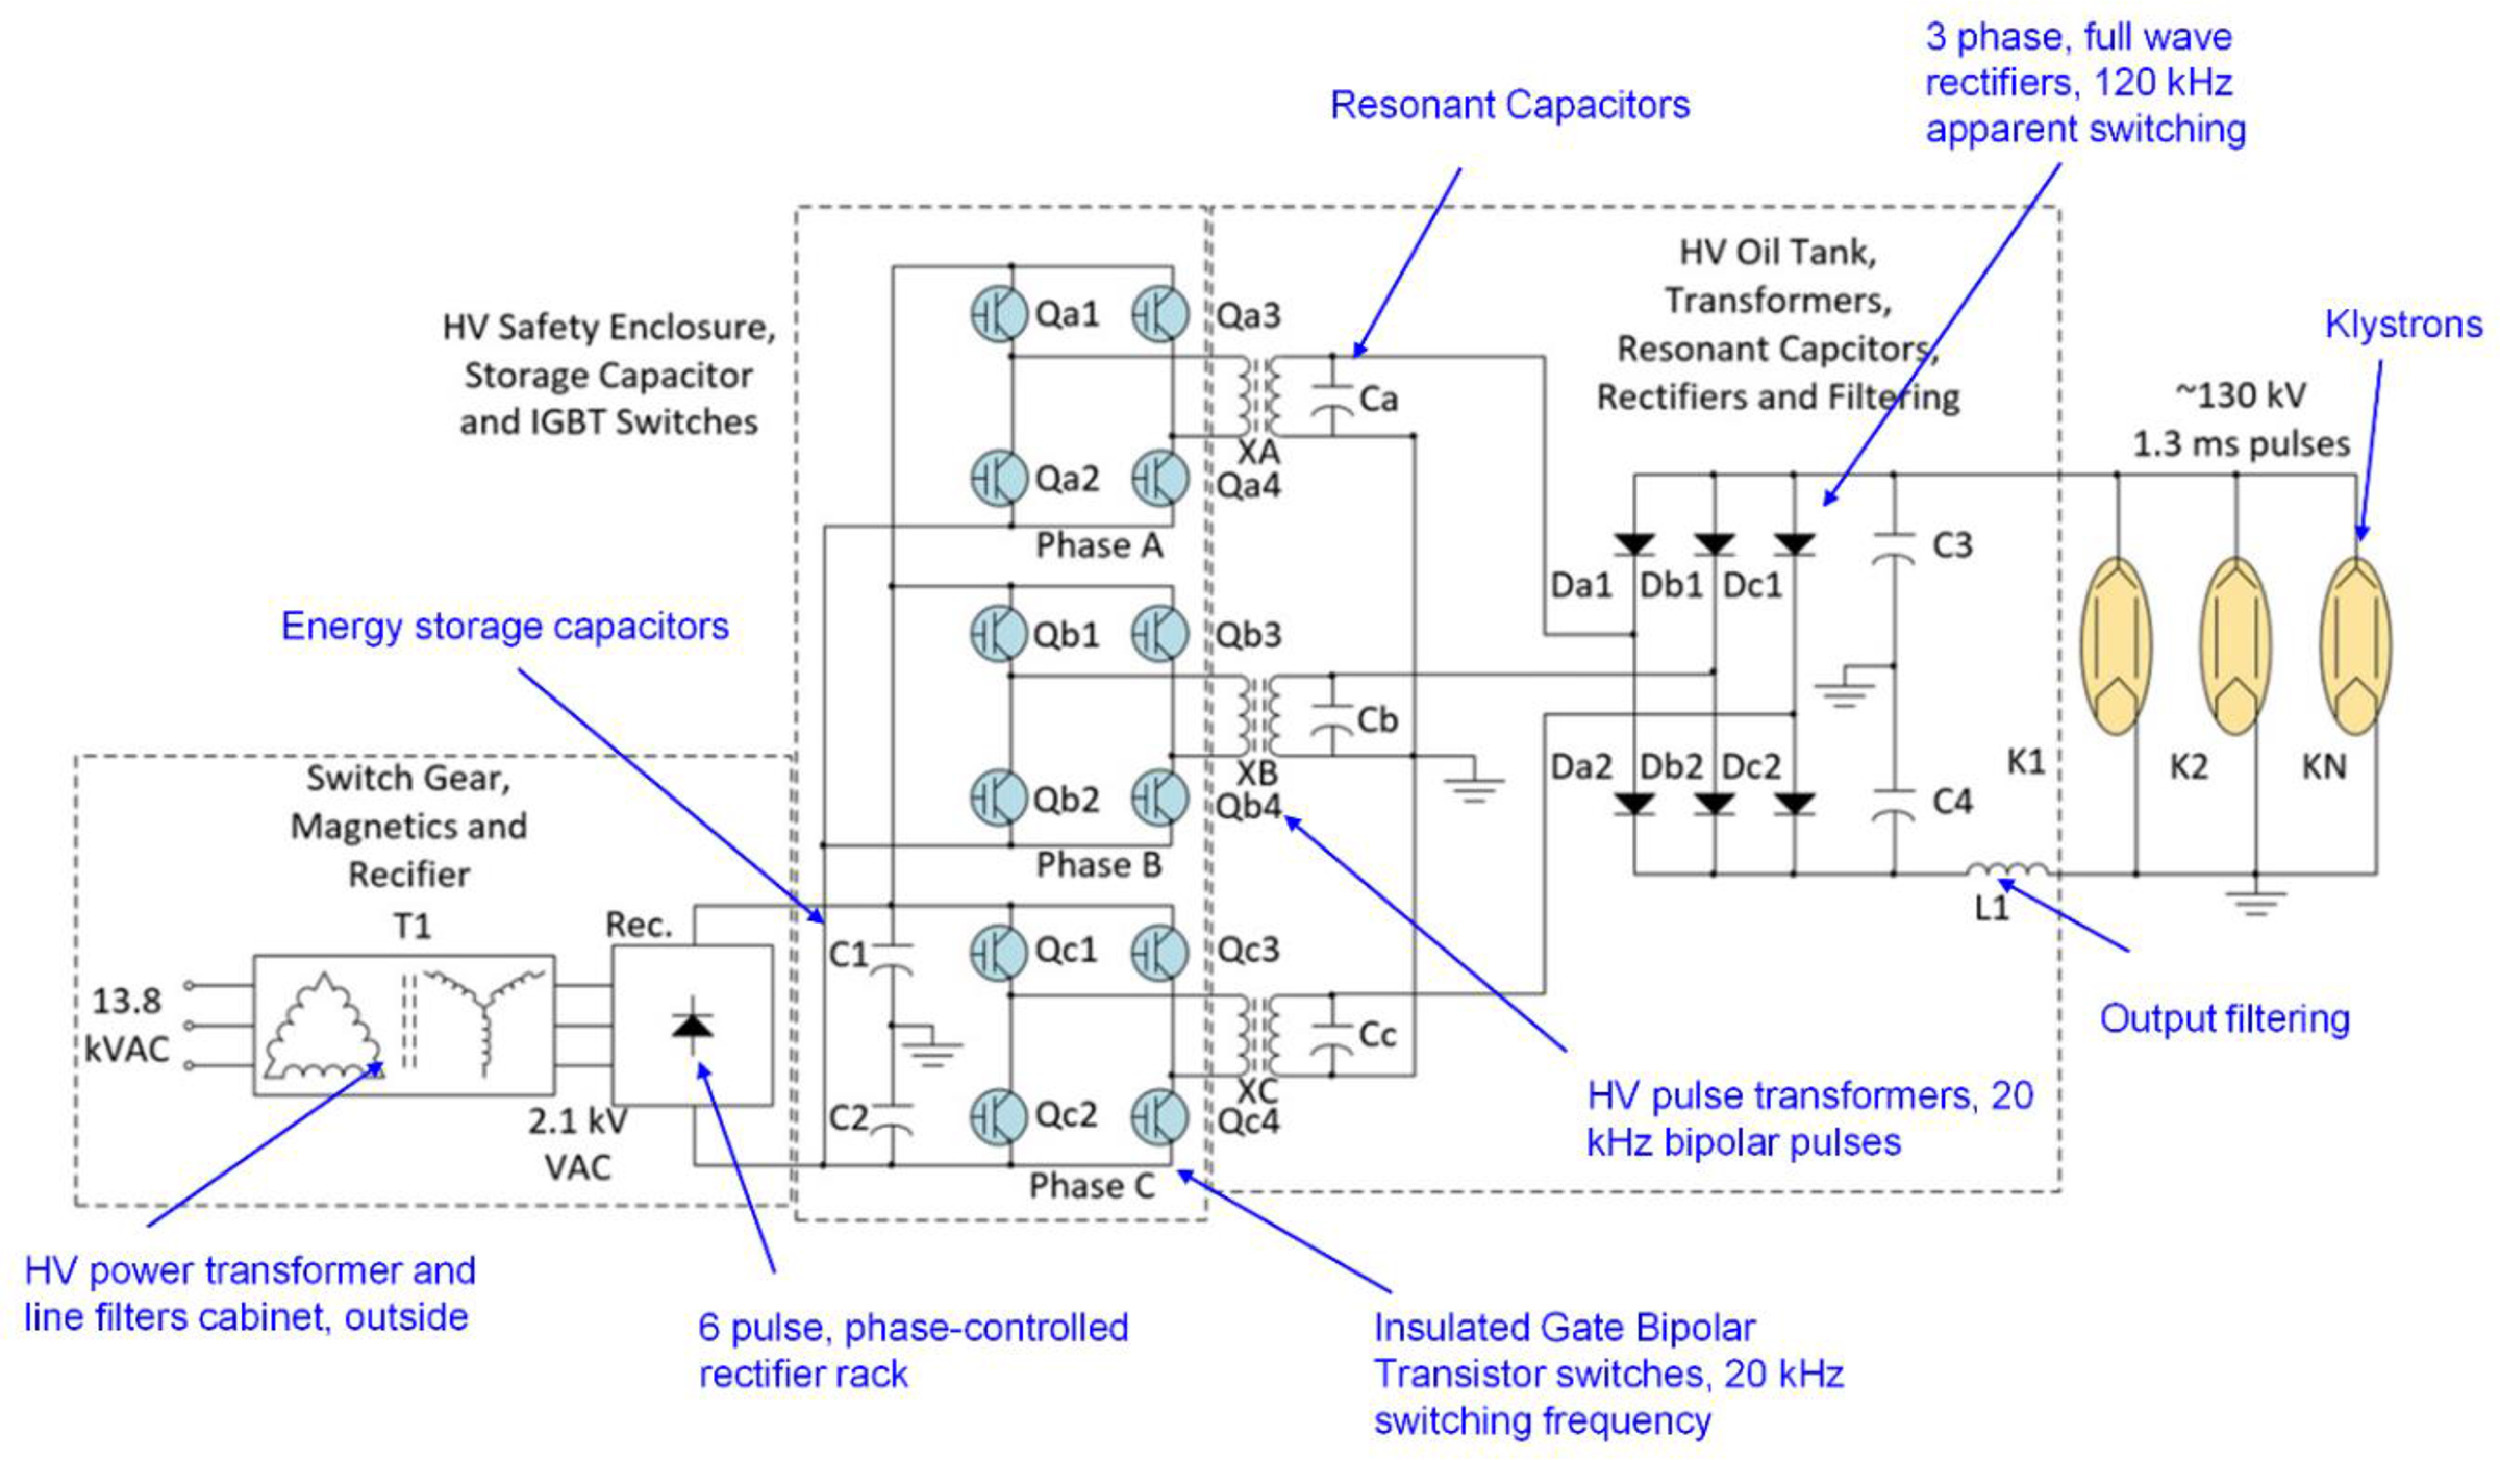 3 phase, full wave
rectifiers, 120 kHz
apparent switching
Resonant Capacitors
HV Oil Tank,
Transformers,
Resonant Capcitors,
Rectifiers and Filtering
HV Safety Enclosure,
Storage Capacitor
and IGBT Switches
Klystrons
~130 kV
1.3 ms pulses
Qa1
Qa3
Ca
XA
Qa2
Qa4
Phase A
Da1
Db1
Dc1
C3
Energy storage capacitors
Qb1
Qb3
Cb
XB
Qb2
Qb4
Phase B
Da2
Db2
Dc2
C4
K1
K2
KN
L1
Output filtering
Switch Gear,
Magnetics and
Recifier
T1
Rec.
13.8
kVAC
2.1 kV
VAC
C1
Qc1
Qc3
Cc
XC
C2
Qc2
Qc4
Phase C
HV pulse transformers, 20
kHz bipolar pulses
HV power transformer and
line filters cabinet, outside
6 pulse, phase-controlled
rectifier rack
Insulated Gate Bipolar
Transistor switches, 20 kHz
switching frequency